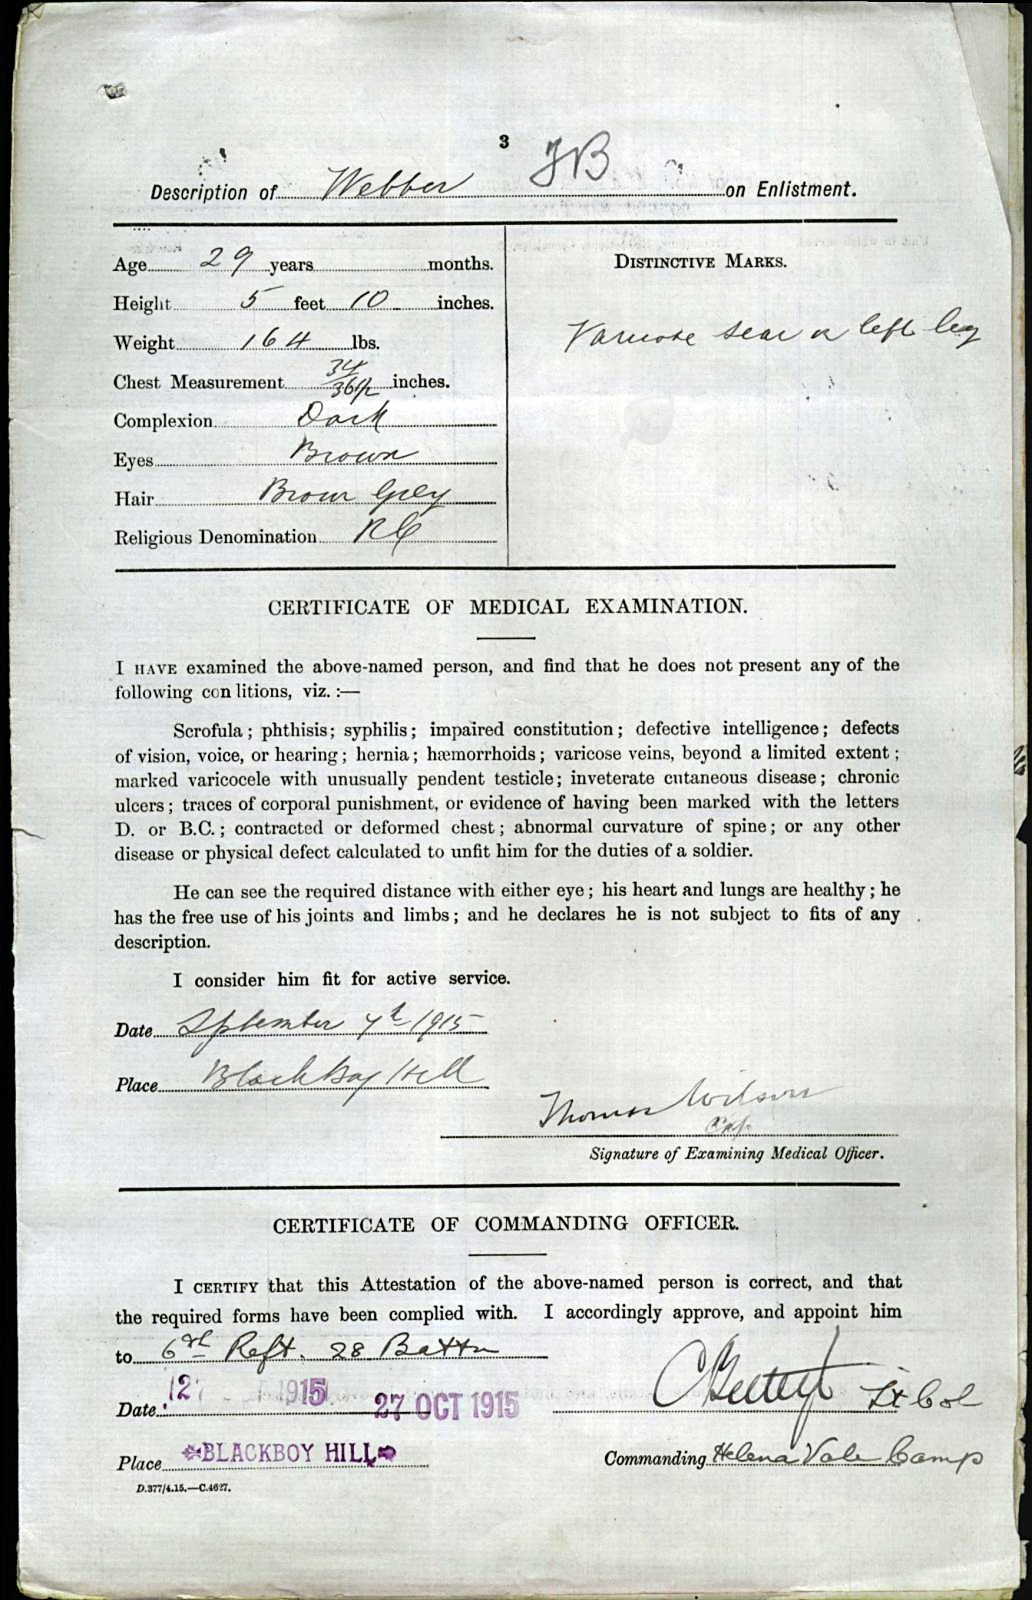 3
Description of Webber JB on Enlistment.
Age 29 years months.
Height 5 feet 10 inches.
Weight 164 lbs.
Chest Measurement 34 / 36 1/2 inches.
Complexion Dark
Eyes Brown
Hair Brown Grey
Religious Denomination RC
DISTINCTIVE MARKS.
scar left leg
CERTIFICATE OF MEDICAL EXAMINATION.
I HAVE examined the above-named person, and find that he does not present any of the
following con litions, viz. :—
Scrofula ; phthisis ; syphilis ; impaired constitution ; defective intelligence ; defects
of vision, voice, or hearing ; hernia ; hæmorrhoids ; varicose veins, beyond a limited extent ;
marked varicocele with unusually pendent testicle ; inveterate cutaneous disease ; chronic
ulcers ; traces of corporal punishment, or evidence of having been marked with the letters
D. or B.C. ; contracted or deformed chest ; abnormal curvature of spine ; or any other
disease or physical defect calculated to unfit him for the duties of a soldier.
He can see the required distance with either eye ; his heart and lungs are healthy ; he
has the free use of his joints and limbs ; and he declares he is not subject to fits of any
description.
I consider him fit for active service.
Date September 7th 1915
Place Blackboy Hill
Thomas Wilson
Cap
Signature of Examining Medical Officer.
CERTIFICATE OF COMMANDING OFFICER.
I CERTIFY that this Attestation of the above-named person is correct, and that
the required forms have been complied with. I accordingly approve, and appoint him
to 6th Reft. 28 Battn
Date 1915 27 OCT 1915
Lt Col
Place BLACKBOY HILL
Commanding Helena Vale Camp
D.377/4.15.—C.4627.